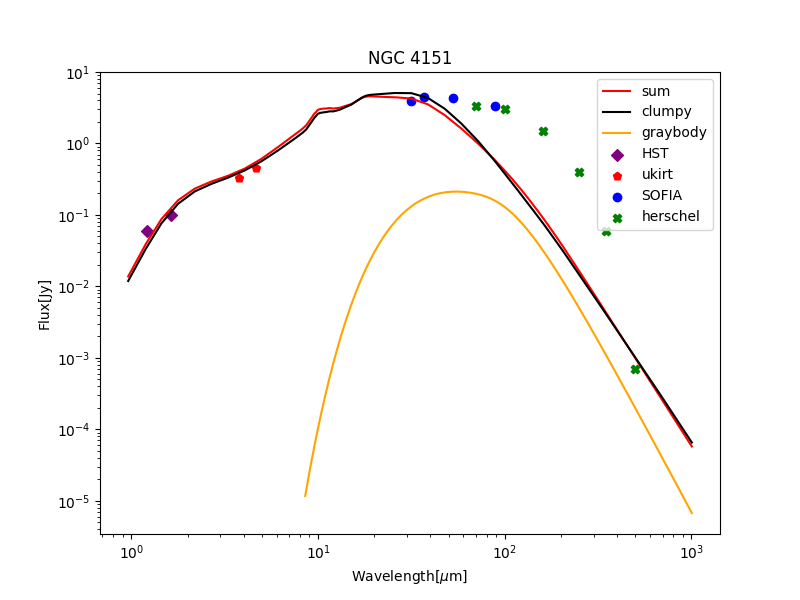 NGC 4151
sum
clumpy
graybody
HST
ukirt
SOFIA
herschel
Flux[Jy]
10¹
10⁰
10⁻¹
10⁻²
10⁻³
10⁻⁴
10⁻⁵
10⁰ 10¹ 10² 10³
Wavelength[μm]